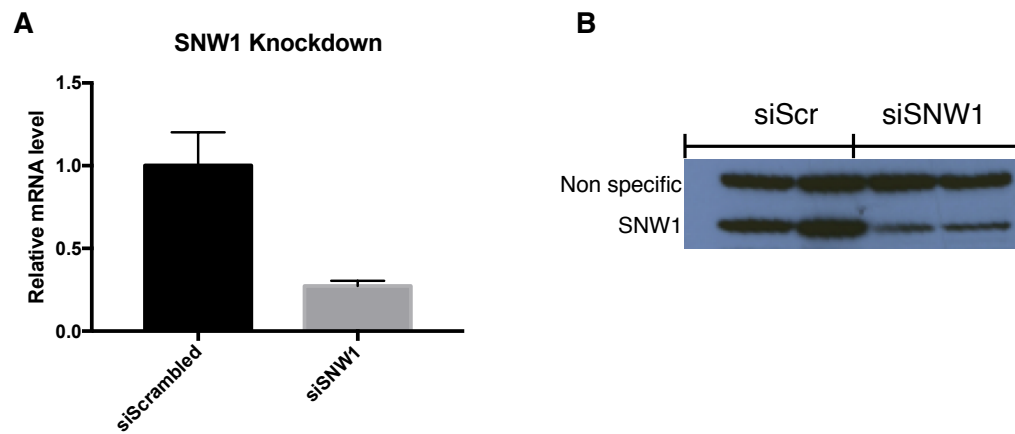 A
SNW1 Knockdown
Relative mRNA level
1.5
1.0
0.5
0.0
siScrambled
siSNW1
B
siScr siSNW1
Non specific
SNW1